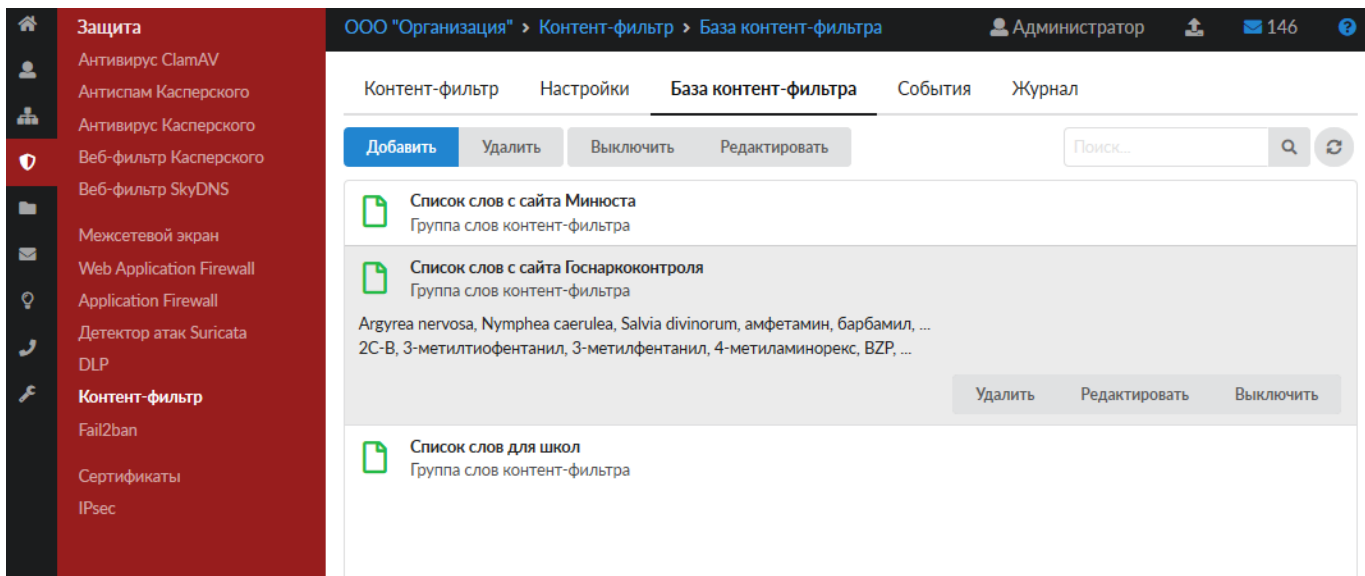 Защита
Антивирус ClamAV
Антиспам Касперского
Антивирус Касперского
Веб-фильтр Касперского
Веб-фильтр SkyDNS
Межсетевой экран
Web Application Firewall
Application Firewall
Детектор атак Suricata
DLP
Контент-фильтр
Fail2ban
Сертификаты
IPsec
ООО "Организация" > Контент-фильтр > База контент-фильтра
Администратор 146
Контент-фильтр Настройки База контент-фильтра События Журнал
Добавить Удалить Выключить Редактировать Поиск...
Список слов с сайта Минюста
Группа слов контент-фильтра
Список слов с сайта Госнаркоконтроля
Группа слов контент-фильтра
Argyrea nervosa, Nymphea caerulea, Salvia divinorum, амфетамин, барбамил, ...
2C-B, 3-метилтиофентанил, 3-метилфентанил, 4-метиламинорекс, BZP, ...
Удалить Редактировать Выключить
Список слов для школ
Группа слов контент-фильтра